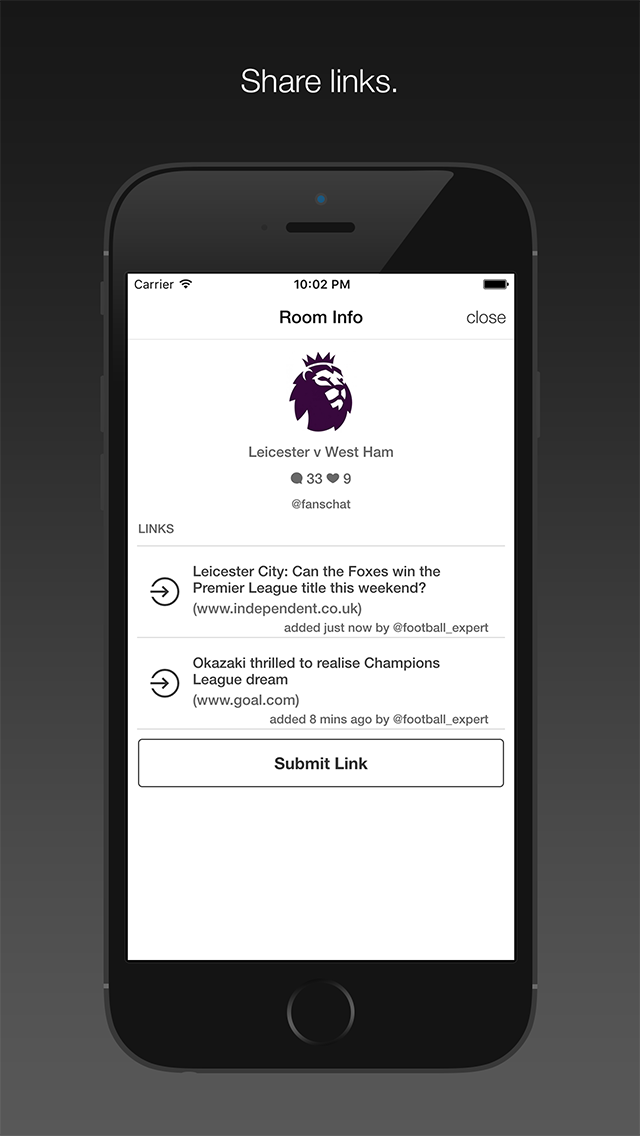 Share links.
Carrier 10:02 PM
Room Info close
Leicester v West Ham
33 9
@fanschat
LINKS
Leicester City: Can the Foxes win the
Premier League title this weekend?
(www.independent.co.uk)
added just now by @football_expert
Okazaki thrilled to realise Champions
League dream
(www.goal.com)
added 8 mins ago by @football_expert
Submit Link